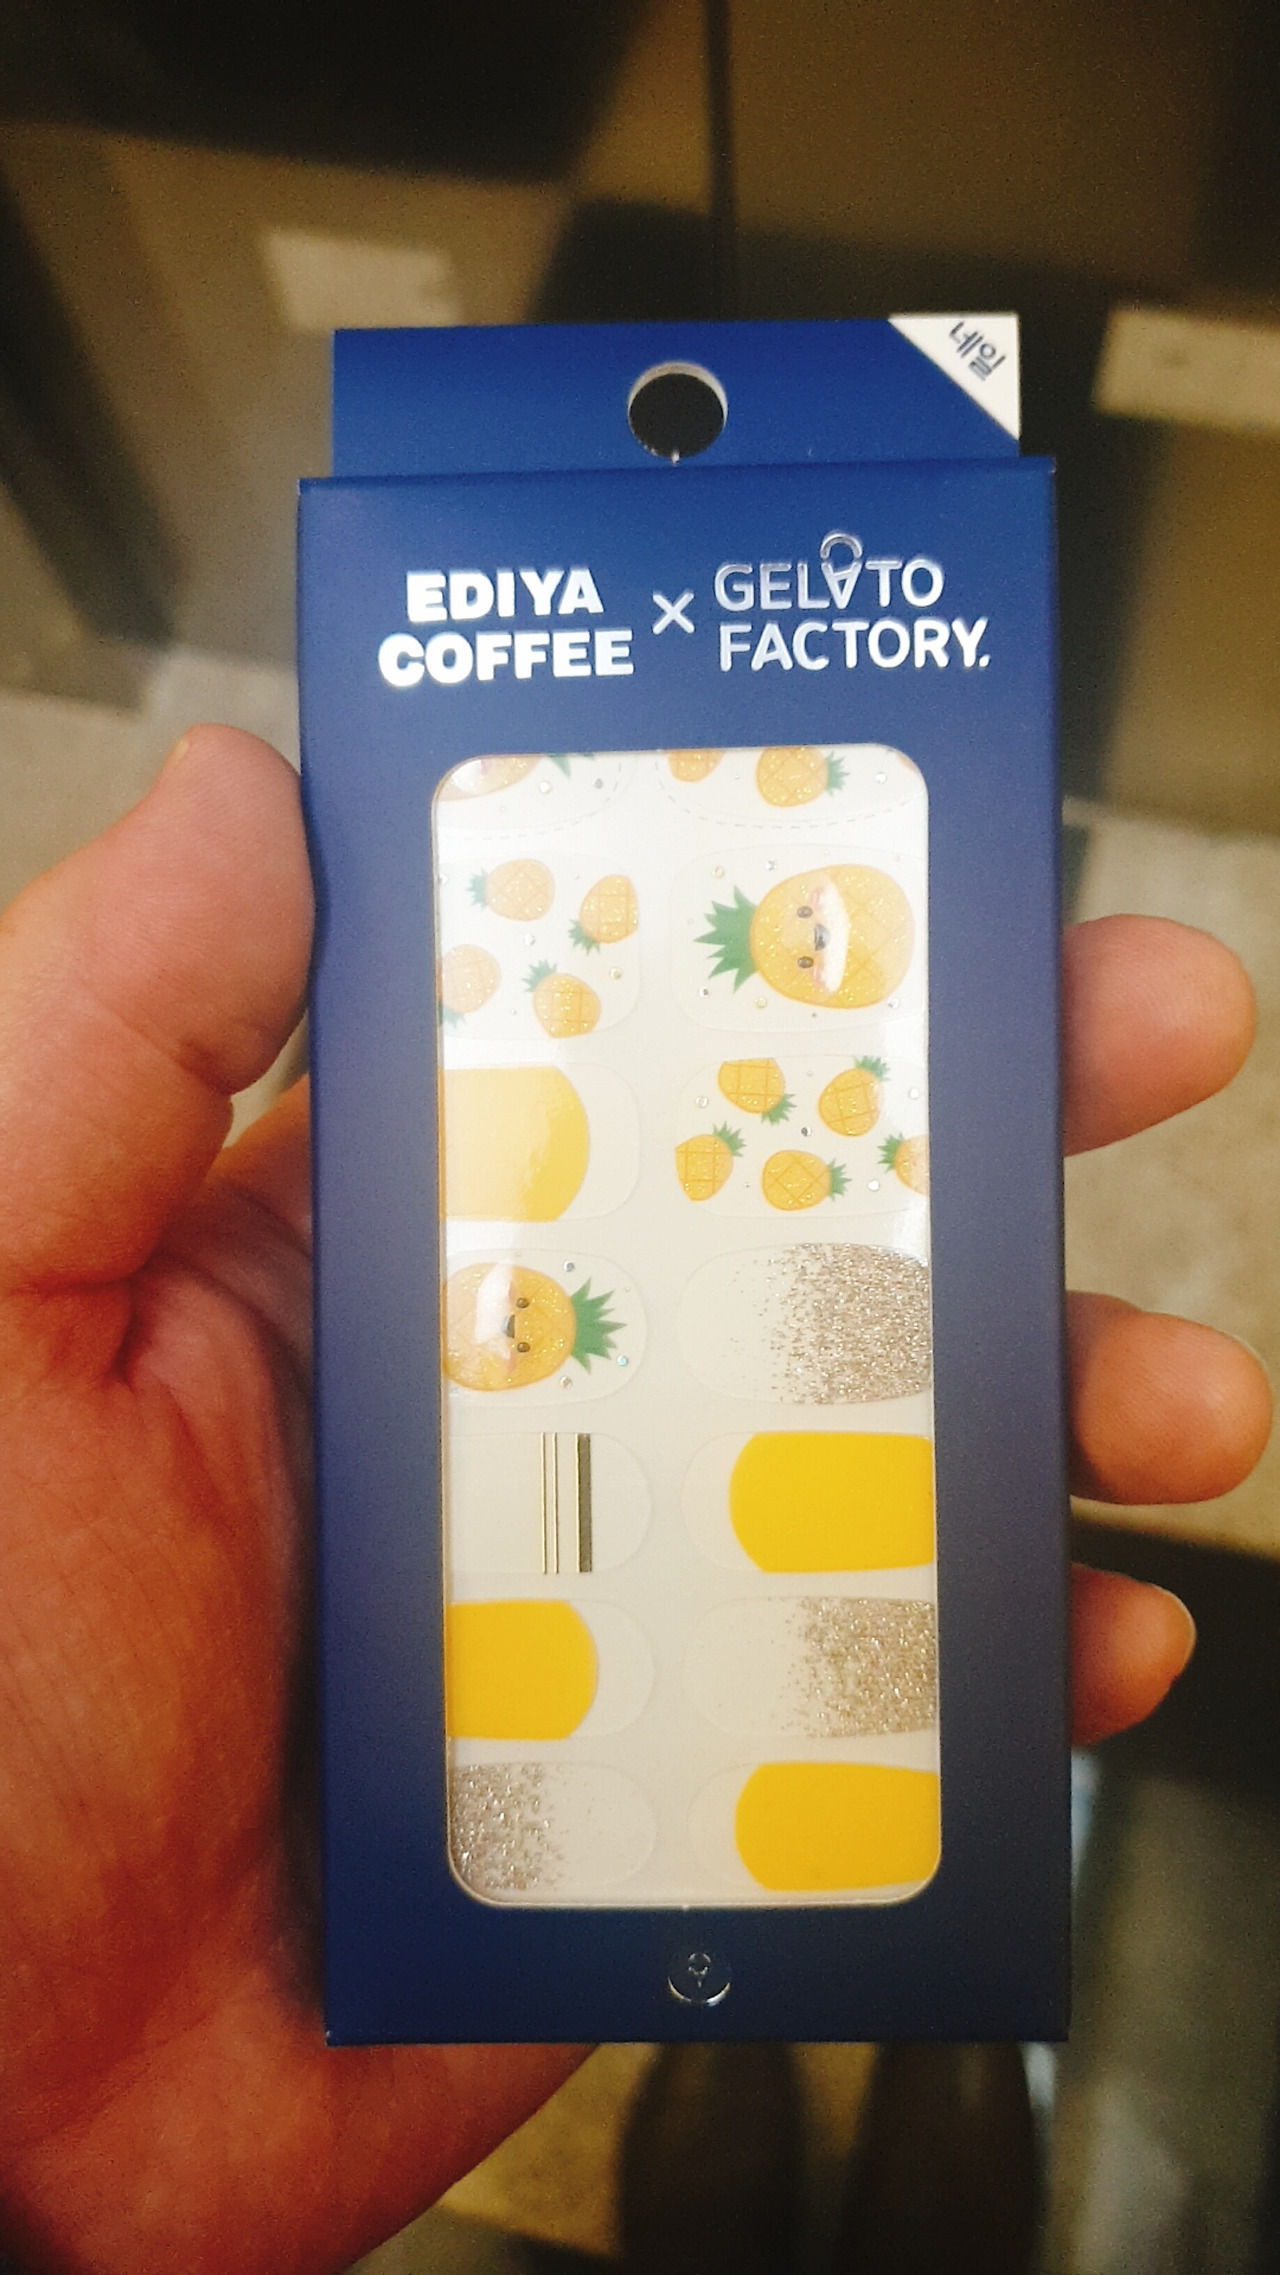 네일
EDIYA
COFFEE
×
GELATO
FACTORY.